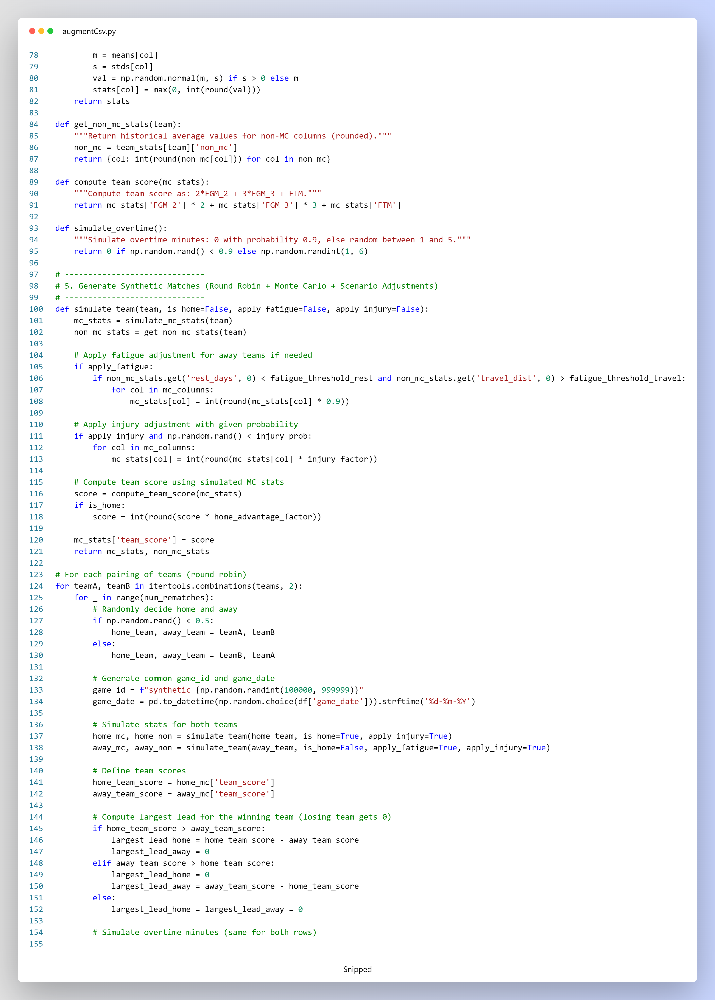 augmentCsv.py
78         m = means[col]
79         s = stds[col]
80         val = np.random.normal(m, s) if s > 0 else m
81         stats[col] = max(0, int(round(val)))
82     return stats
83
84 def get_non_mc_stats(team):
85     """Return historical average values for non-MC columns (rounded)."""
86     non_mc = team_stats[team]['non_mc']
87     return {col: int(round(non_mc[col])) for col in non_mc}
88
89 def compute_team_score(mc_stats):
90     """Compute team score as: 2*FGM_2 + 3*FGM_3 + FTM."""
91     return mc_stats['FGM_2'] * 2 + mc_stats['FGM_3'] * 3 + mc_stats['FTM']
92
93 def simulate_overtime():
94     """Simulate overtime minutes: 0 with probability 0.9, else random between 1 and 5."""
95     return 0 if np.random.rand() < 0.9 else np.random.randint(1, 6)
96
97 # ------------------------------
98 # 5. Generate Synthetic Matches (Round Robin + Monte Carlo + Scenario Adjustments)
99 # ------------------------------
100 def simulate_team(team, is_home=False, apply_fatigue=False, apply_injury=False):
101     mc_stats = simulate_mc_stats(team)
102     non_mc_stats = get_non_mc_stats(team)
103
104     # Apply fatigue adjustment for away teams if needed
105     if apply_fatigue:
106         if non_mc_stats.get('rest_days', 0) < fatigue_threshold_rest and non_mc_stats.get('travel_dist', 0) > fatigue_threshold_travel:
107             for col in mc_columns:
108                 mc_stats[col] = int(round(mc_stats[col] * 0.9))
109
110     # Apply injury adjustment with given probability
111     if apply_injury and np.random.rand() < injury_prob:
112         for col in mc_columns:
113             mc_stats[col] = int(round(mc_stats[col] * injury_factor))
114
115     # Compute team score using simulated MC stats
116     score = compute_team_score(mc_stats)
117     if is_home:
118         score = int(round(score * home_advantage_factor))
119
120     mc_stats['team_score'] = score
121     return mc_stats, non_mc_stats
122
123 # For each pairing of teams (round robin)
124 for teamA, teamB in itertools.combinations(teams, 2):
125     for _ in range(num_rematches):
126         # Randomly decide home and away
127         if np.random.rand() < 0.5:
128             home_team, away_team = teamA, teamB
129         else:
130             home_team, away_team = teamB, teamA
131
132         # Generate common game_id and game_date
133         game_id = f"synthetic_{np.random.randint(100000, 999999)}"
134         game_date = pd.to_datetime(np.random.choice(df['game_date'])).strftime('%d-%m-%Y')
135
136         # Simulate stats for both teams
137         home_mc, home_non = simulate_team(home_team, is_home=True, apply_injury=True)
138         away_mc, away_non = simulate_team(away_team, is_home=False, apply_fatigue=True, apply_injury=True)
139
140         # Define team scores
141         home_team_score = home_mc['team_score']
142         away_team_score = away_mc['team_score']
143
144         # Compute largest lead for the winning team (losing team gets 0)
145         if home_team_score > away_team_score:
146             largest_lead_home = home_team_score - away_team_score
147             largest_lead_away = 0
148         elif away_team_score > home_team_score:
149             largest_lead_home = 0
150             largest_lead_away = away_team_score - home_team_score
151         else:
152             largest_lead_home = largest_lead_away = 0
153
154         # Simulate overtime minutes (same for both rows)
155
Snipped